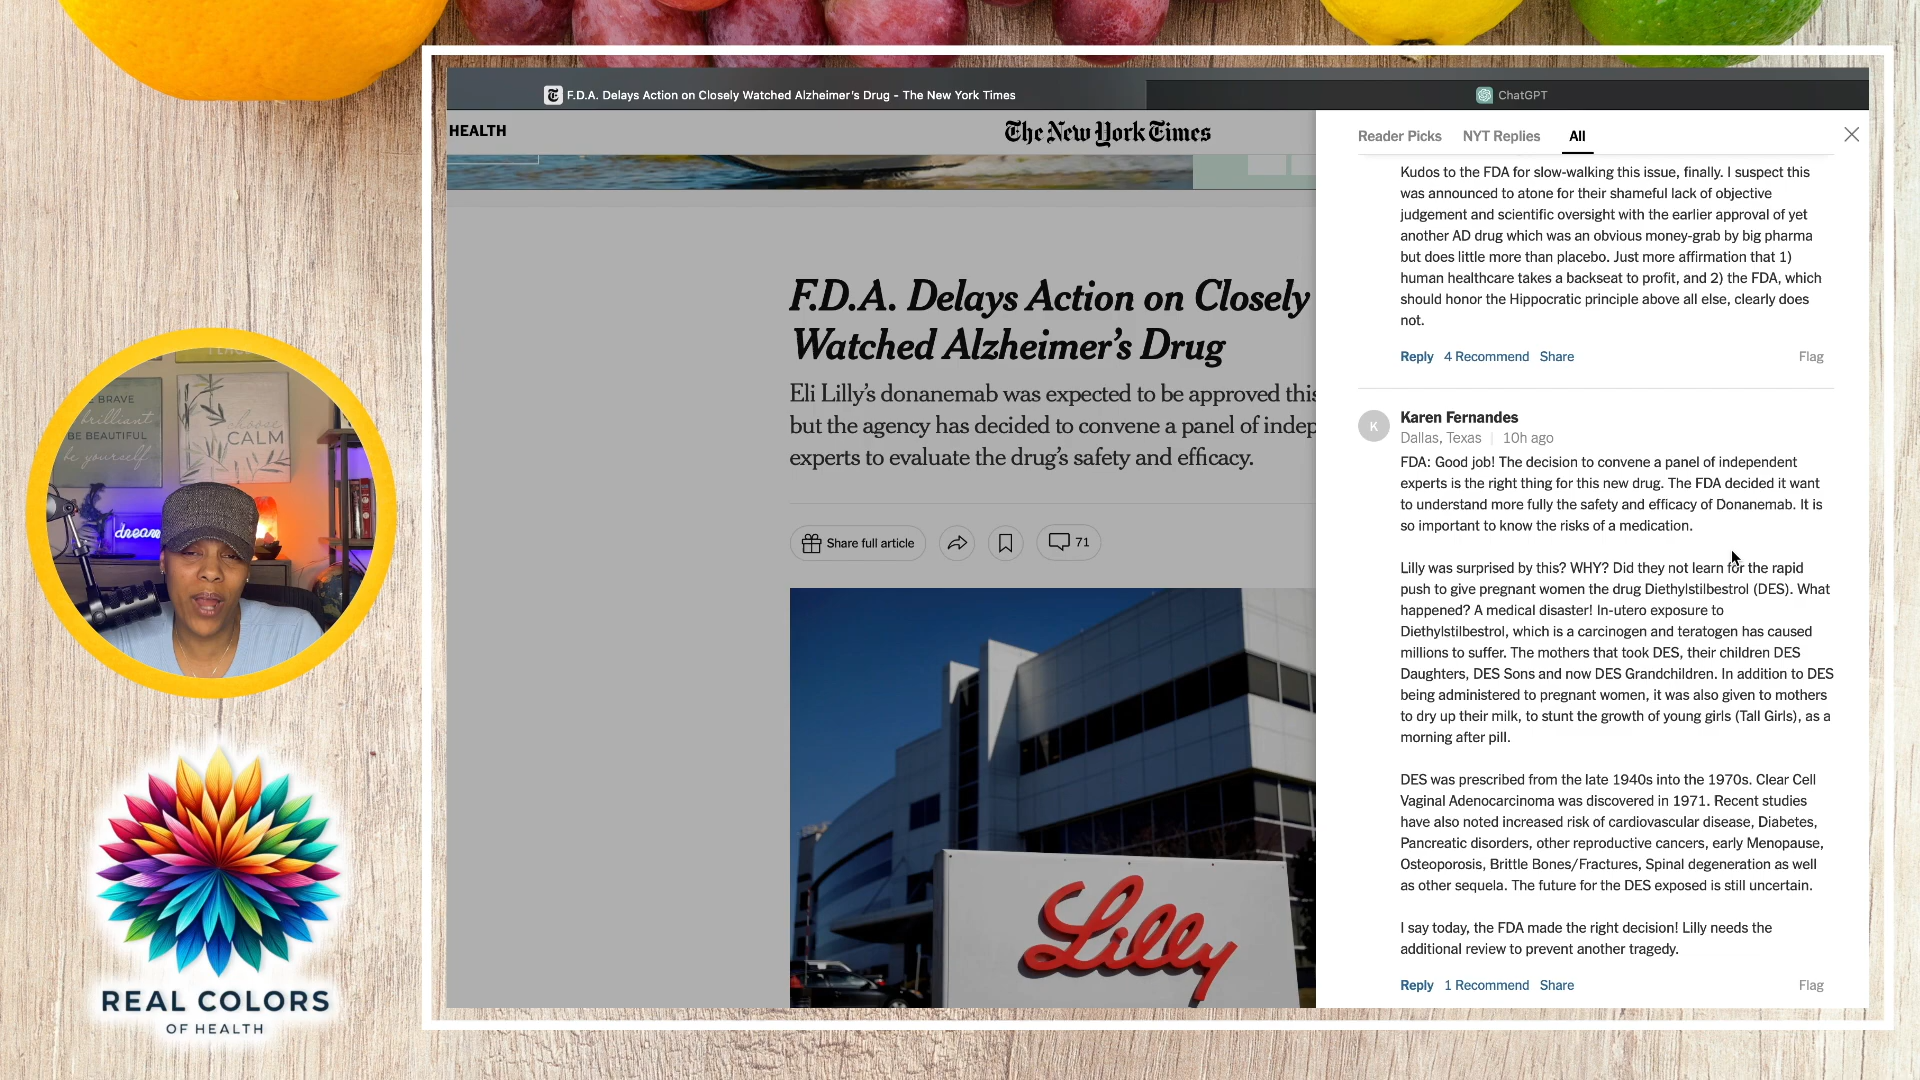 F.D.A. Delays Action on Closely Watched Alzheimer's Drug - The New York Times
ChatGPT
HEALTH
The New York Times
F.D.A. Delays Action on Closely
Watched Alzheimer's Drug
Eli Lilly's donanemab was expected to be approved this
but the agency has decided to convene a panel of indep
experts to evaluate the drug's safety and efficacy.
Share full article
71
Lilly
Reader Picks NYT Replies All
Kudos to the FDA for slow-walking this issue, finally. I suspect this
was announced to atone for their shameful lack of objective
judgement and scientific oversight with the earlier approval of yet
another AD drug which was an obvious money-grab by big pharma
but does little more than placebo. Just more affirmation that 1)
human healthcare takes a backseat to profit, and 2) the FDA, which
should honor the Hippocratic principle above all else, clearly does
not.
Reply 4 Recommend Share Flag
K
Karen Fernandes
Dallas, Texas | 10h ago
FDA: Good job! The decision to convene a panel of independent
experts is the right thing for this new drug. The FDA decided it want
to understand more fully the safety and efficacy of Donanemab. It is
so important to know the risks of a medication.
Lilly was surprised by this? WHY? Did they not learn for the rapid
push to give pregnant women the drug Diethylstilbestrol (DES). What
happened? A medical disaster! In-utero exposure to
Diethylstilbestrol, which is a carcinogen and teratogen has caused
millions to suffer. The mothers that took DES, their children DES
Daughters, DES Sons and now DES Grandchildren. In addition to DES
being administered to pregnant women, it was also given to mothers
to dry up their milk, to stunt the growth of young girls (Tall Girls), as a
morning after pill.
DES was prescribed from the late 1940s into the 1970s. Clear Cell
Vaginal Adenocarcinoma was discovered in 1971. Recent studies
have also noted increased risk of cardiovascular disease, Diabetes,
Pancreatic disorders, other reproductive cancers, early Menopause,
Osteoporosis, Brittle Bones/Fractures, Spinal degeneration as well
as other sequela. The future for the DES exposed is still uncertain.
I say today, the FDA made the right decision! Lilly needs the
additional review to prevent another tragedy.
Reply 1 Recommend Share Flag
BE BRAVE
brilliant
BE BEAUTIFUL
be yourself
choose
CALM
dream
REAL COLORS
OF HEALTH